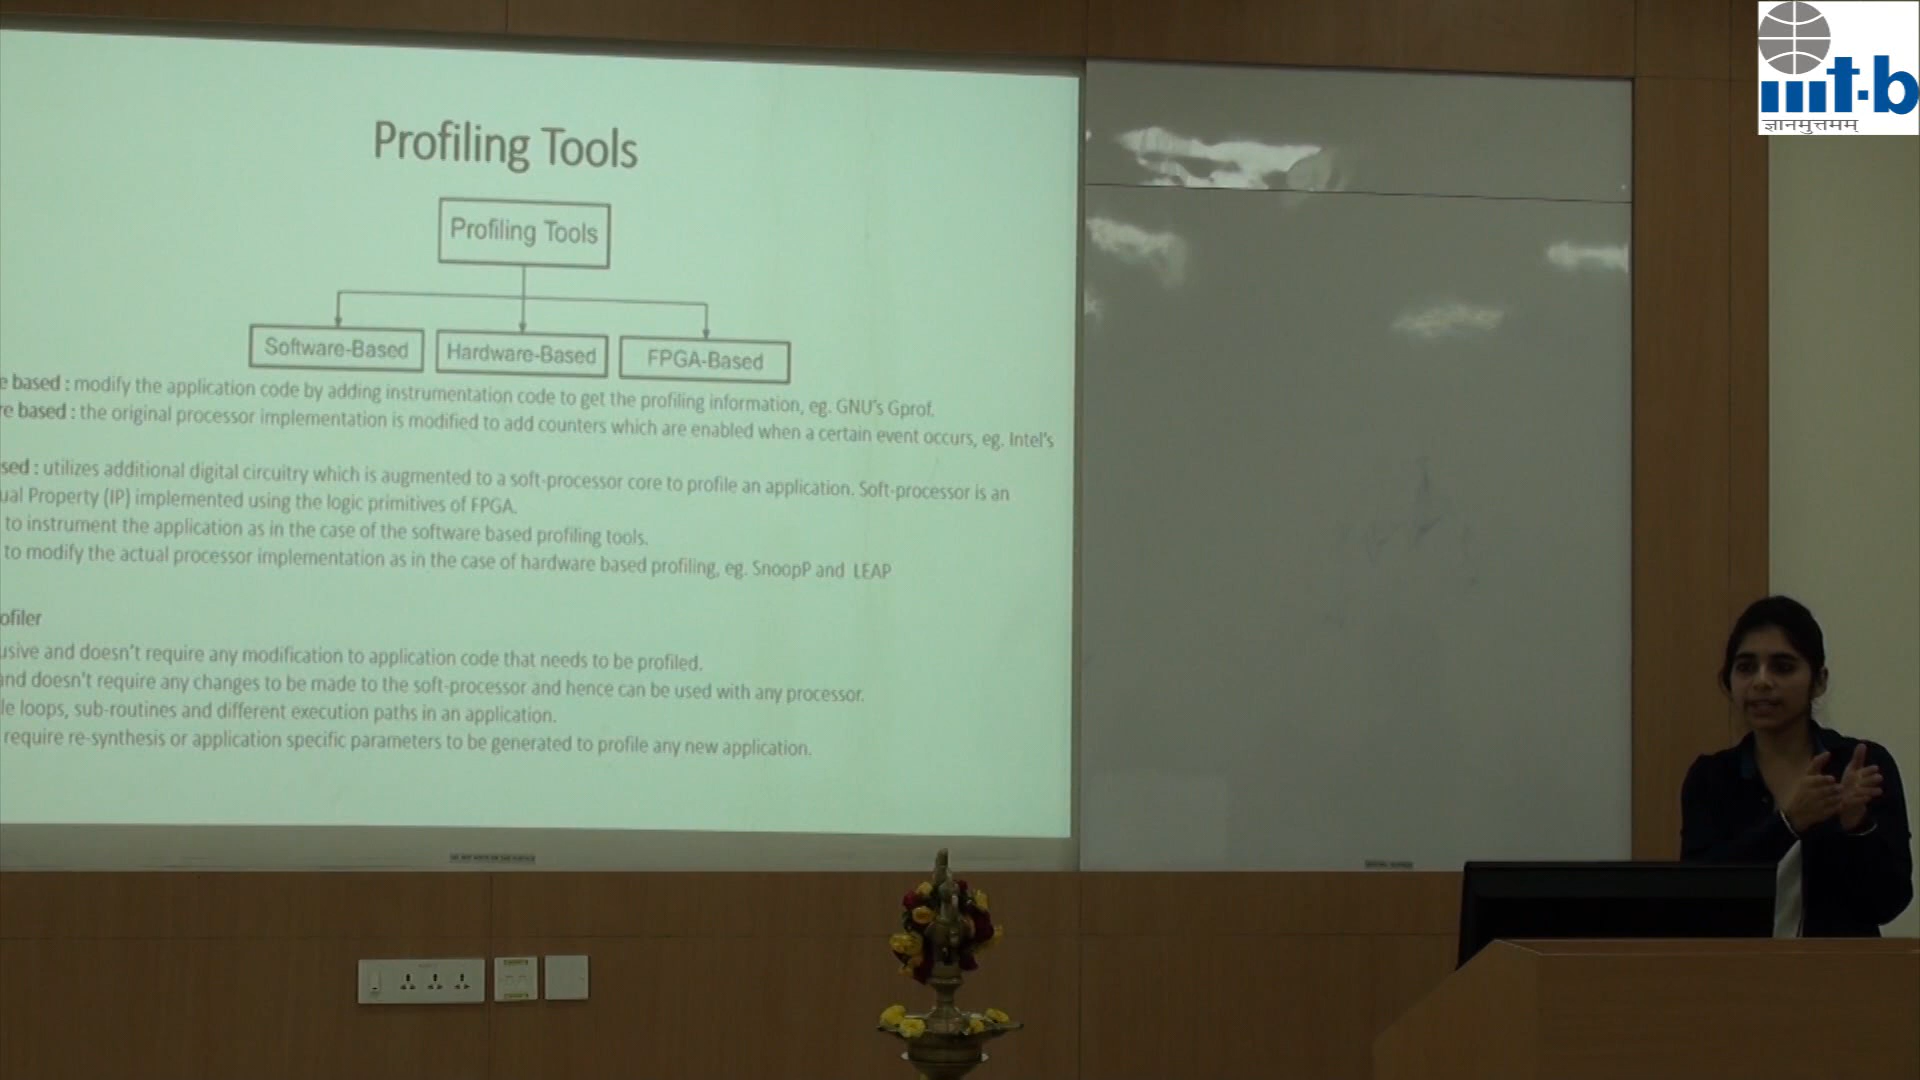 iiit-b
ज्ञानमुत्तमम्
Profiling Tools
Profiling Tools
Software-Based
Hardware-Based
FPGA-Based
e based : modify the application code by adding instrumentation code to get the profiling information, eg. GNU's Gprof.
re based : the original processor implementation is modified to add counters which are enabled when a certain event occurs, eg. Intel's
sed : utilizes additional digital circuitry which is augmented to a soft-processor core to profile an application. Soft-processor is an
ual Property (IP) implemented using the logic primitives of FPGA.
to instrument the application as in the case of the software based profiling tools.
to modify the actual processor implementation as in the case of hardware based profiling, eg. SnoopP and LEAP
ofiler
usive and doesn't require any modification to application code that needs to be profiled.
and doesn't require any changes to be made to the soft-processor and hence can be used with any processor.
le loops, sub-routines and different execution paths in an application.
require re-synthesis or application specific parameters to be generated to profile any new application.